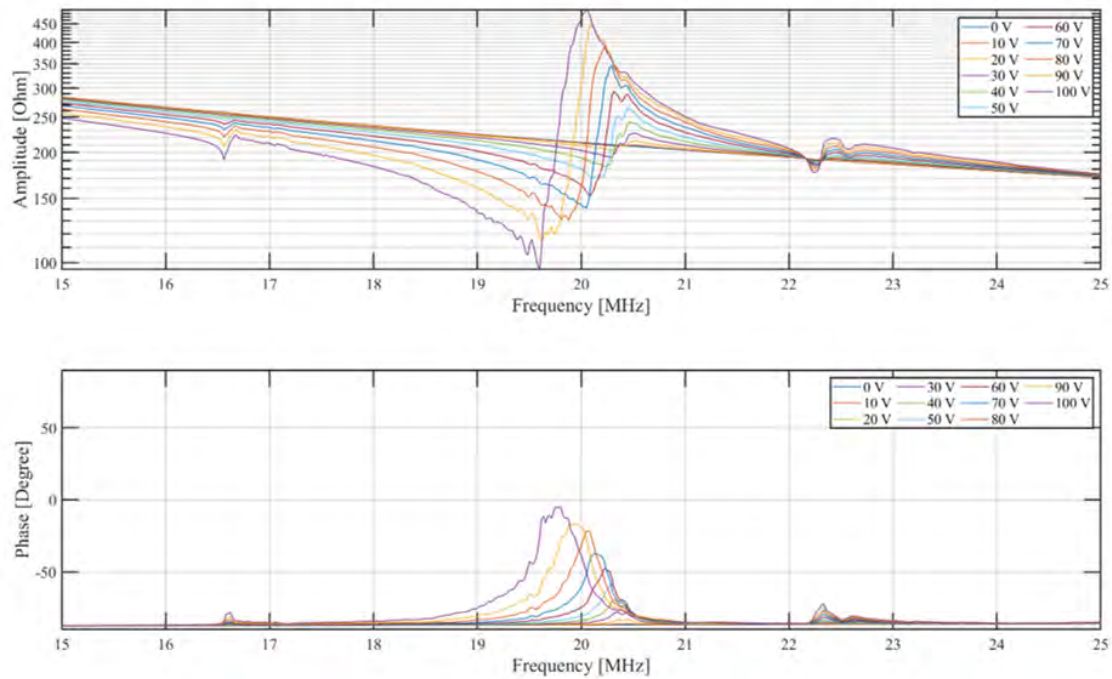 450
400
350
300
250
200
150
100
Amplitude [Ohm]
0 V 60 V
10 V 70 V
20 V 80 V
30 V 90 V
40 V 100 V
50 V
15 16 17 18 19 20 21 22 23 24 25
Frequency [MHz]
50
0
-50
Phase [Degree]
0 V 30 V 60 V 90 V
10 V 40 V 70 V 100 V
20 V 50 V 80 V
15 16 17 18 19 20 21 22 23 24 25
Frequency [MHz]